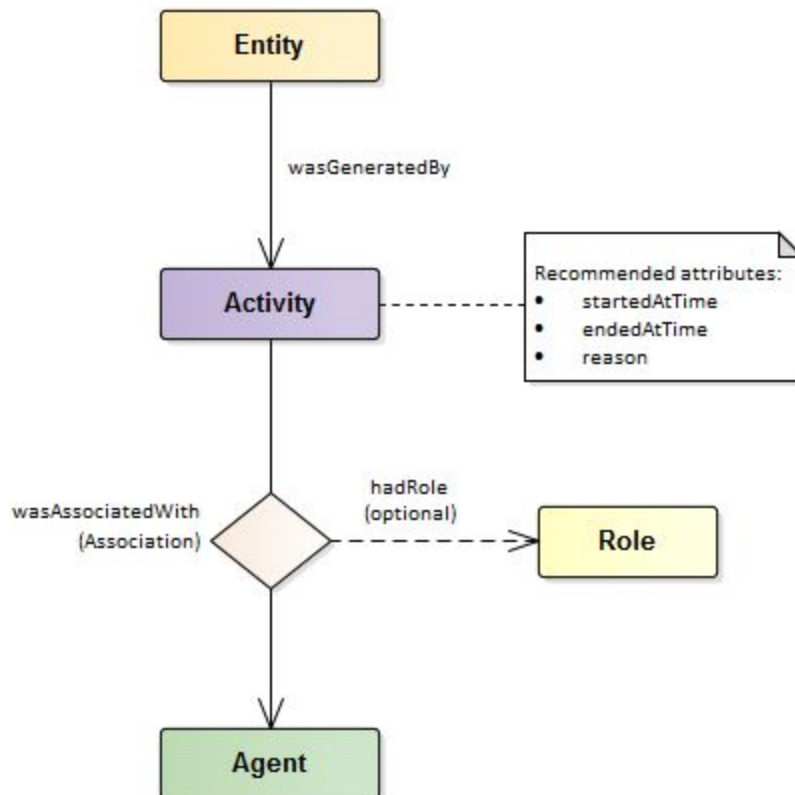 Entity
wasGeneratedBy
Activity
Recommended attributes:
• startedAtTime
• endedAtTime
• reason
wasAssociatedWith
(Association)
hadRole
(optional)
Role
Agent